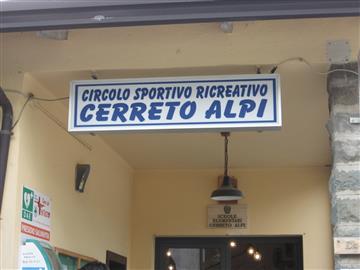 CIRCOLO SPORTIVO RICREATIVO
CERRETO ALPI
SCUOLE
ELEMENTARI
CERRETO ALPI